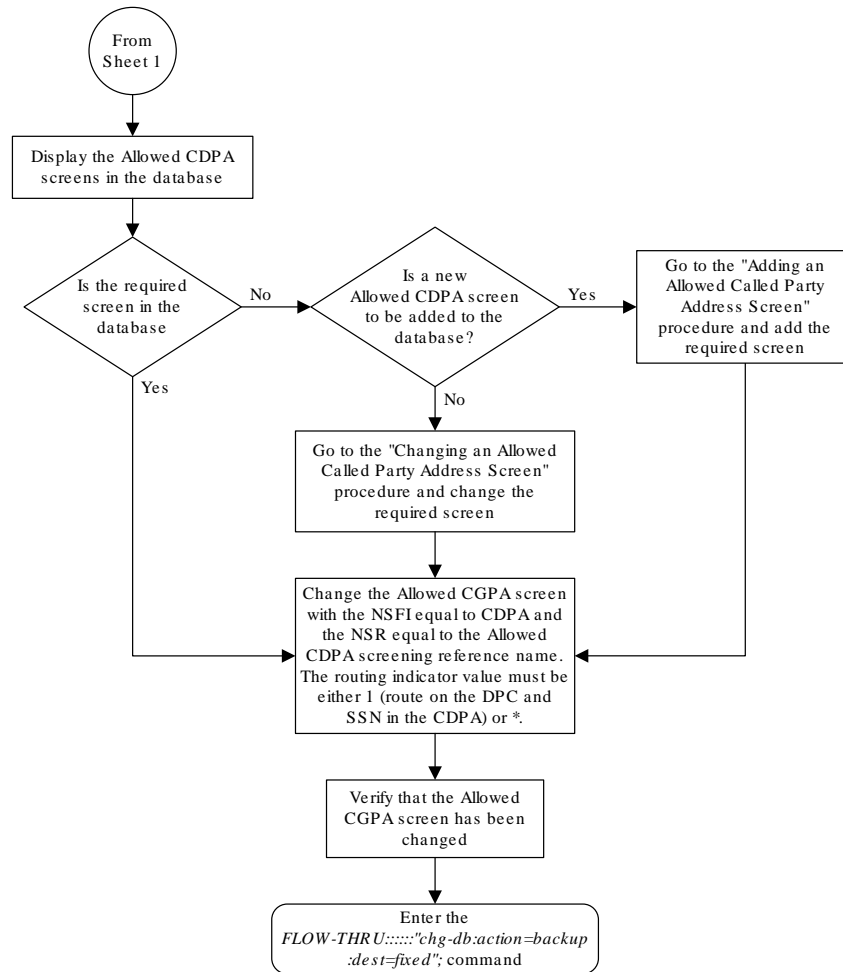 From
Sheet 1
Display the Allowed CDPA
screens in the database
Is the required
screen in the
database
No
Yes
Is a new
Allowed CDPA screen
to be added to the
database?
Yes
No
Go to the "Adding an
Allowed Called Party
Address Screen"
procedure and add the
required screen
Go to the "Changing an Allowed
Called Party Address Screen"
procedure and change the
required screen
Change the Allowed CGPA screen
with the NSFI equal to CDPA and
the NSR equal to the Allowed
CDPA screening reference name.
The routing indicator value must be
either 1 (route on the DPC and
SSN in the CDPA) or *.
Verify that the Allowed
CGPA screen has been
changed
Enter the
FLOW-THRU::::::"chg-db:action=backup
:dest=fixed"; command